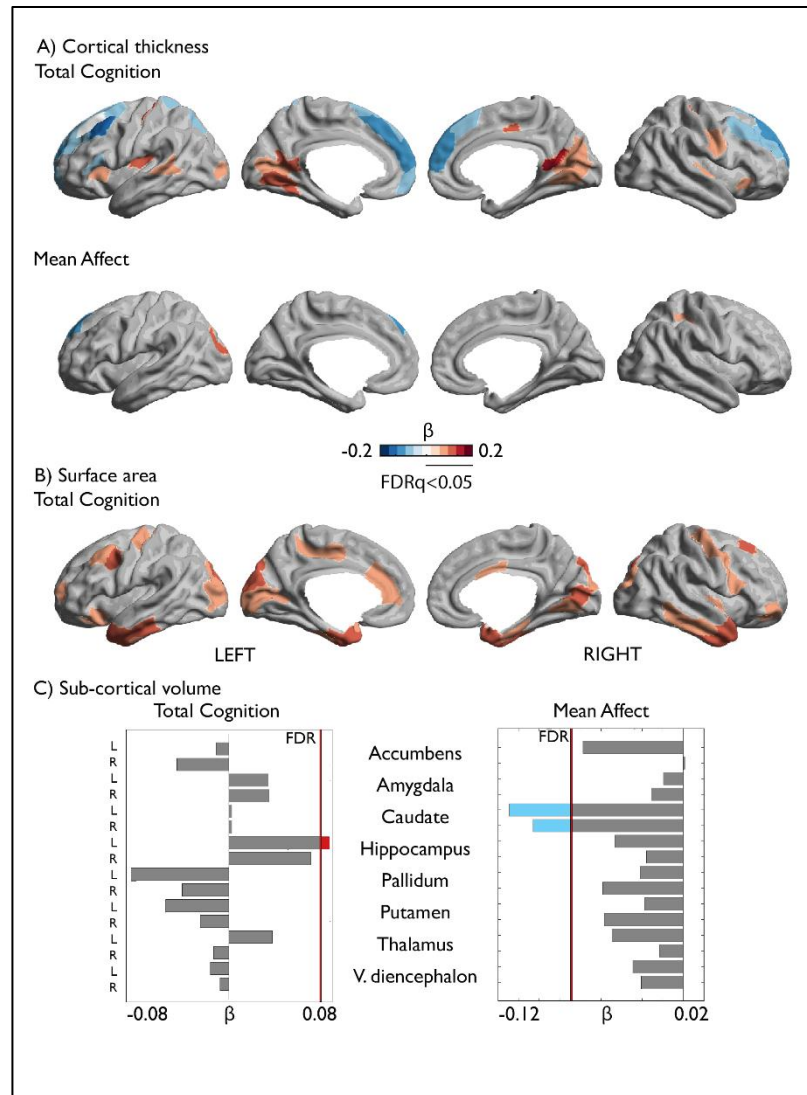 A) Cortical thickness
Total Cognition
Mean Affect
β
-0.2 0.2
FDRq<0.05
B) Surface area
Total Cognition
LEFT RIGHT
C) Sub-cortical volume
Total Cognition Mean Affect
FDR FDR
L
R Accumbens
L
R Amygdala
L
R Caudate
L
R Hippocampus
L
R Pallidum
L
R Putamen
L
R Thalamus
L
R V. diencephalon
-0.08 β 0.08 -0.12 β 0.02